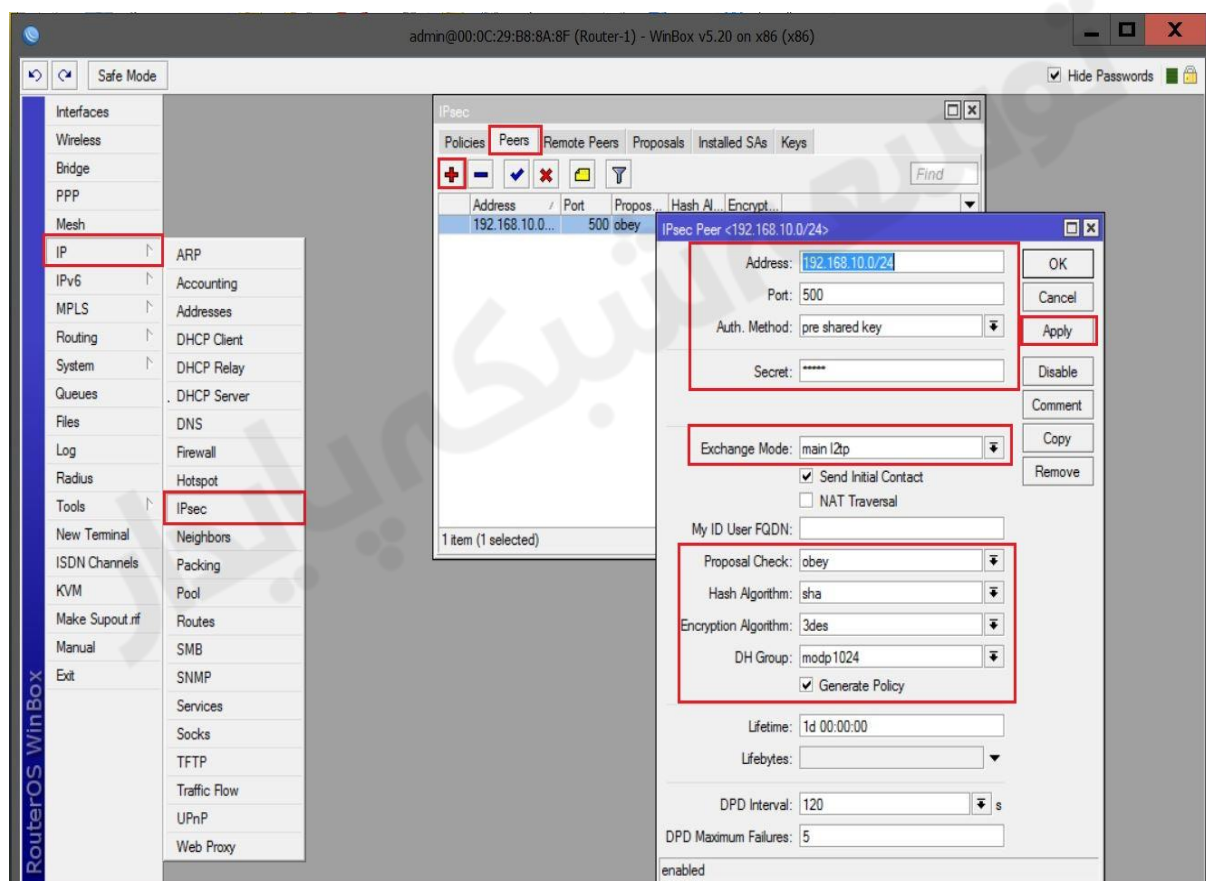 admin@00:0C:29:B8:8A:8F (Router-1) - WinBox v5.20 on x86 (x86)
Safe Mode
Hide Passwords
RouterOS WinBox
Interfaces
Wireless
Bridge
PPP
Mesh
IP
IPv6
MPLS
Routing
System
Queues
Files
Log
Radius
Tools
New Terminal
ISDN Channels
KVM
Make Supout.rif
Manual
Exit
ARP
Accounting
Addresses
DHCP Client
DHCP Relay
DHCP Server
DNS
Firewall
Hotspot
IPsec
Neighbors
Packing
Pool
Routes
SMB
SNMP
Services
Socks
TFTP
Traffic Flow
UPnP
Web Proxy
IPsec
Policies Peers Remote Peers Proposals Installed SAs Keys
Find
Address Port Propos... Hash Al... Encrypt...
192.168.10.0... 500 obey
1 item (1 selected)
IPsec Peer <192.168.10.0/24>
Address: 192.168.10.0/24
Port: 500
Auth. Method: pre shared key
Secret: *****
Exchange Mode: main l2tp
Send Initial Contact
NAT Traversal
My ID User FQDN:
Proposal Check: obey
Hash Algorithm: sha
Encryption Algorithm: 3des
DH Group: modp1024
Generate Policy
Lifetime: 1d 00:00:00
Lifebytes:
DPD Interval: 120 s
DPD Maximum Failures: 5
enabled
OK
Cancel
Apply
Disable
Comment
Copy
Remove
توسعه شبکه پایدار